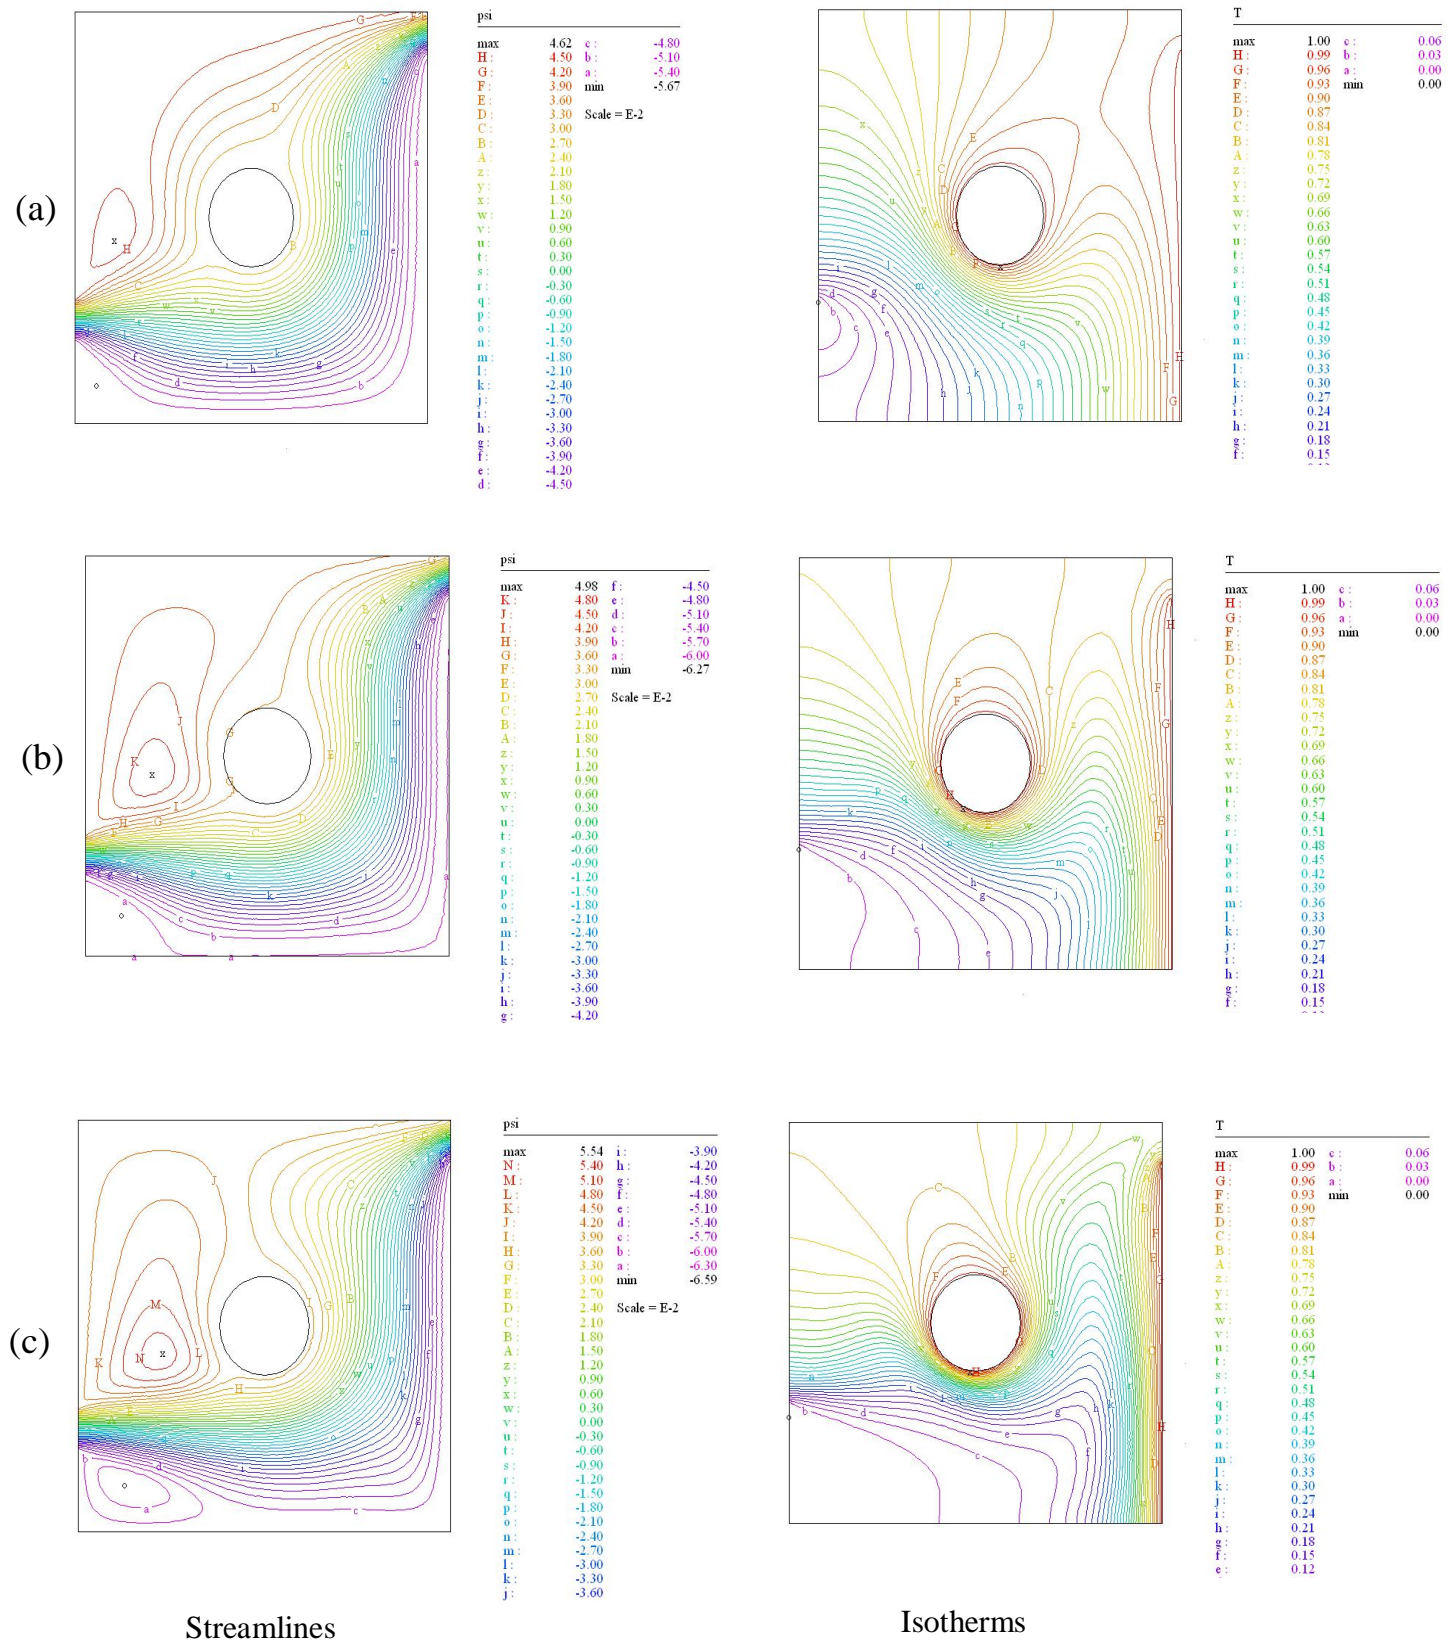 psi
max 4.62 c : -4.80
H : 4.50 b : -5.10
G : 4.20 a : -5.40
F : 3.90 min -5.67
E : 3.60
D : 3.30 Scale = E-2
C : 3.00
B : 2.70
A : 2.40
z : 2.10
y : 1.80
x : 1.50
w : 1.20
v : 0.90
u : 0.60
t : 0.30
s : 0.00
r : -0.30
q : -0.60
p : -0.90
o : -1.20
n : -1.50
m : -1.80
l : -2.10
k : -2.40
j : -2.70
i : -3.00
h : -3.30
g : -3.60
f : -3.90
e : -4.20
d : -4.50
T
max 1.00 c : 0.06
H : 0.99 b : 0.03
G : 0.96 a : 0.00
F : 0.93 min 0.00
E : 0.90
D : 0.87
C : 0.84
B : 0.81
A : 0.78
z : 0.75
y : 0.72
x : 0.69
w : 0.66
v : 0.63
u : 0.60
t : 0.57
s : 0.54
r : 0.51
q : 0.48
p : 0.45
o : 0.42
n : 0.39
m : 0.36
l : 0.33
k : 0.30
j : 0.27
i : 0.24
h : 0.21
g : 0.18
f : 0.15
(a)
psi
max 4.98 f : -4.50
K : 4.80 e : -4.80
J : 4.50 d : -5.10
I : 4.20 c : -5.40
H : 3.90 b : -5.70
G : 3.60 a : -6.00
F : 3.30 min -6.27
E : 3.00
D : 2.70 Scale = E-2
C : 2.40
B : 2.10
A : 1.80
z : 1.50
y : 1.20
x : 0.90
w : 0.60
v : 0.30
u : 0.00
t : -0.30
s : -0.60
r : -0.90
q : -1.20
p : -1.50
o : -1.80
n : -2.10
m : -2.40
l : -2.70
k : -3.00
j : -3.30
i : -3.60
h : -3.90
g : -4.20
T
max 1.00 c : 0.06
H : 0.99 b : 0.03
G : 0.96 a : 0.00
F : 0.93 min 0.00
E : 0.90
D : 0.87
C : 0.84
B : 0.81
A : 0.78
z : 0.75
y : 0.72
x : 0.69
w : 0.66
v : 0.63
u : 0.60
t : 0.57
s : 0.54
r : 0.51
q : 0.48
p : 0.45
o : 0.42
n : 0.39
m : 0.36
l : 0.33
k : 0.30
j : 0.27
i : 0.24
h : 0.21
g : 0.18
f : 0.15
(b)
psi
max 5.54 i : -3.90
N : 5.40 h : -4.20
M : 5.10 g : -4.50
L : 4.80 f : -4.80
K : 4.50 e : -5.10
J : 4.20 d : -5.40
I : 3.90 c : -5.70
H : 3.60 b : -6.00
G : 3.30 a : -6.30
F : 3.00 min -6.59
E : 2.70
D : 2.40 Scale = E-2
C : 2.10
B : 1.80
A : 1.50
z : 1.20
y : 0.90
x : 0.60
w : 0.30
v : 0.00
u : -0.30
t : -0.60
s : -0.90
r : -1.20
q : -1.50
p : -1.80
o : -2.10
n : -2.40
m : -2.70
l : -3.00
k : -3.30
j : -3.60
T
max 1.00 c : 0.06
H : 0.99 b : 0.03
G : 0.96 a : 0.00
F : 0.93 min 0.00
E : 0.90
D : 0.87
C : 0.84
B : 0.81
A : 0.78
z : 0.75
y : 0.72
x : 0.69
w : 0.66
v : 0.63
u : 0.60
t : 0.57
s : 0.54
r : 0.51
q : 0.48
p : 0.45
o : 0.42
n : 0.39
m : 0.36
l : 0.33
k : 0.30
j : 0.27
i : 0.24
h : 0.21
g : 0.18
f : 0.15
e : 0.12
(c)
Streamlines
Isotherms